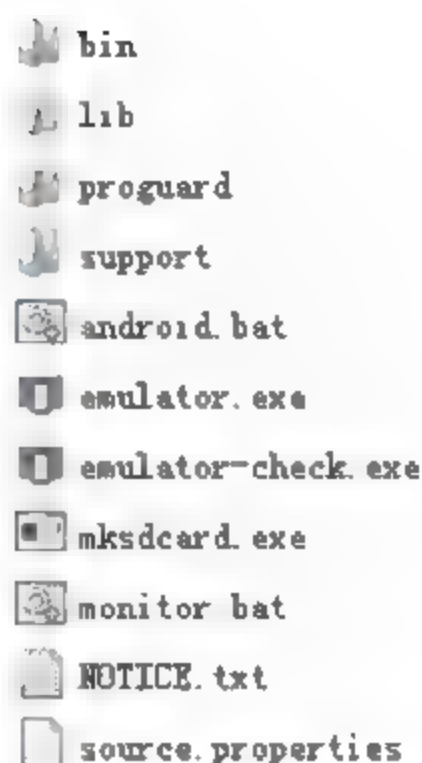 bin
lib
proguard
support
android.bat
emulator.exe
emulator-check.exe
mksdcard.exe
monitor bat
NOTICE.txt
source.properties